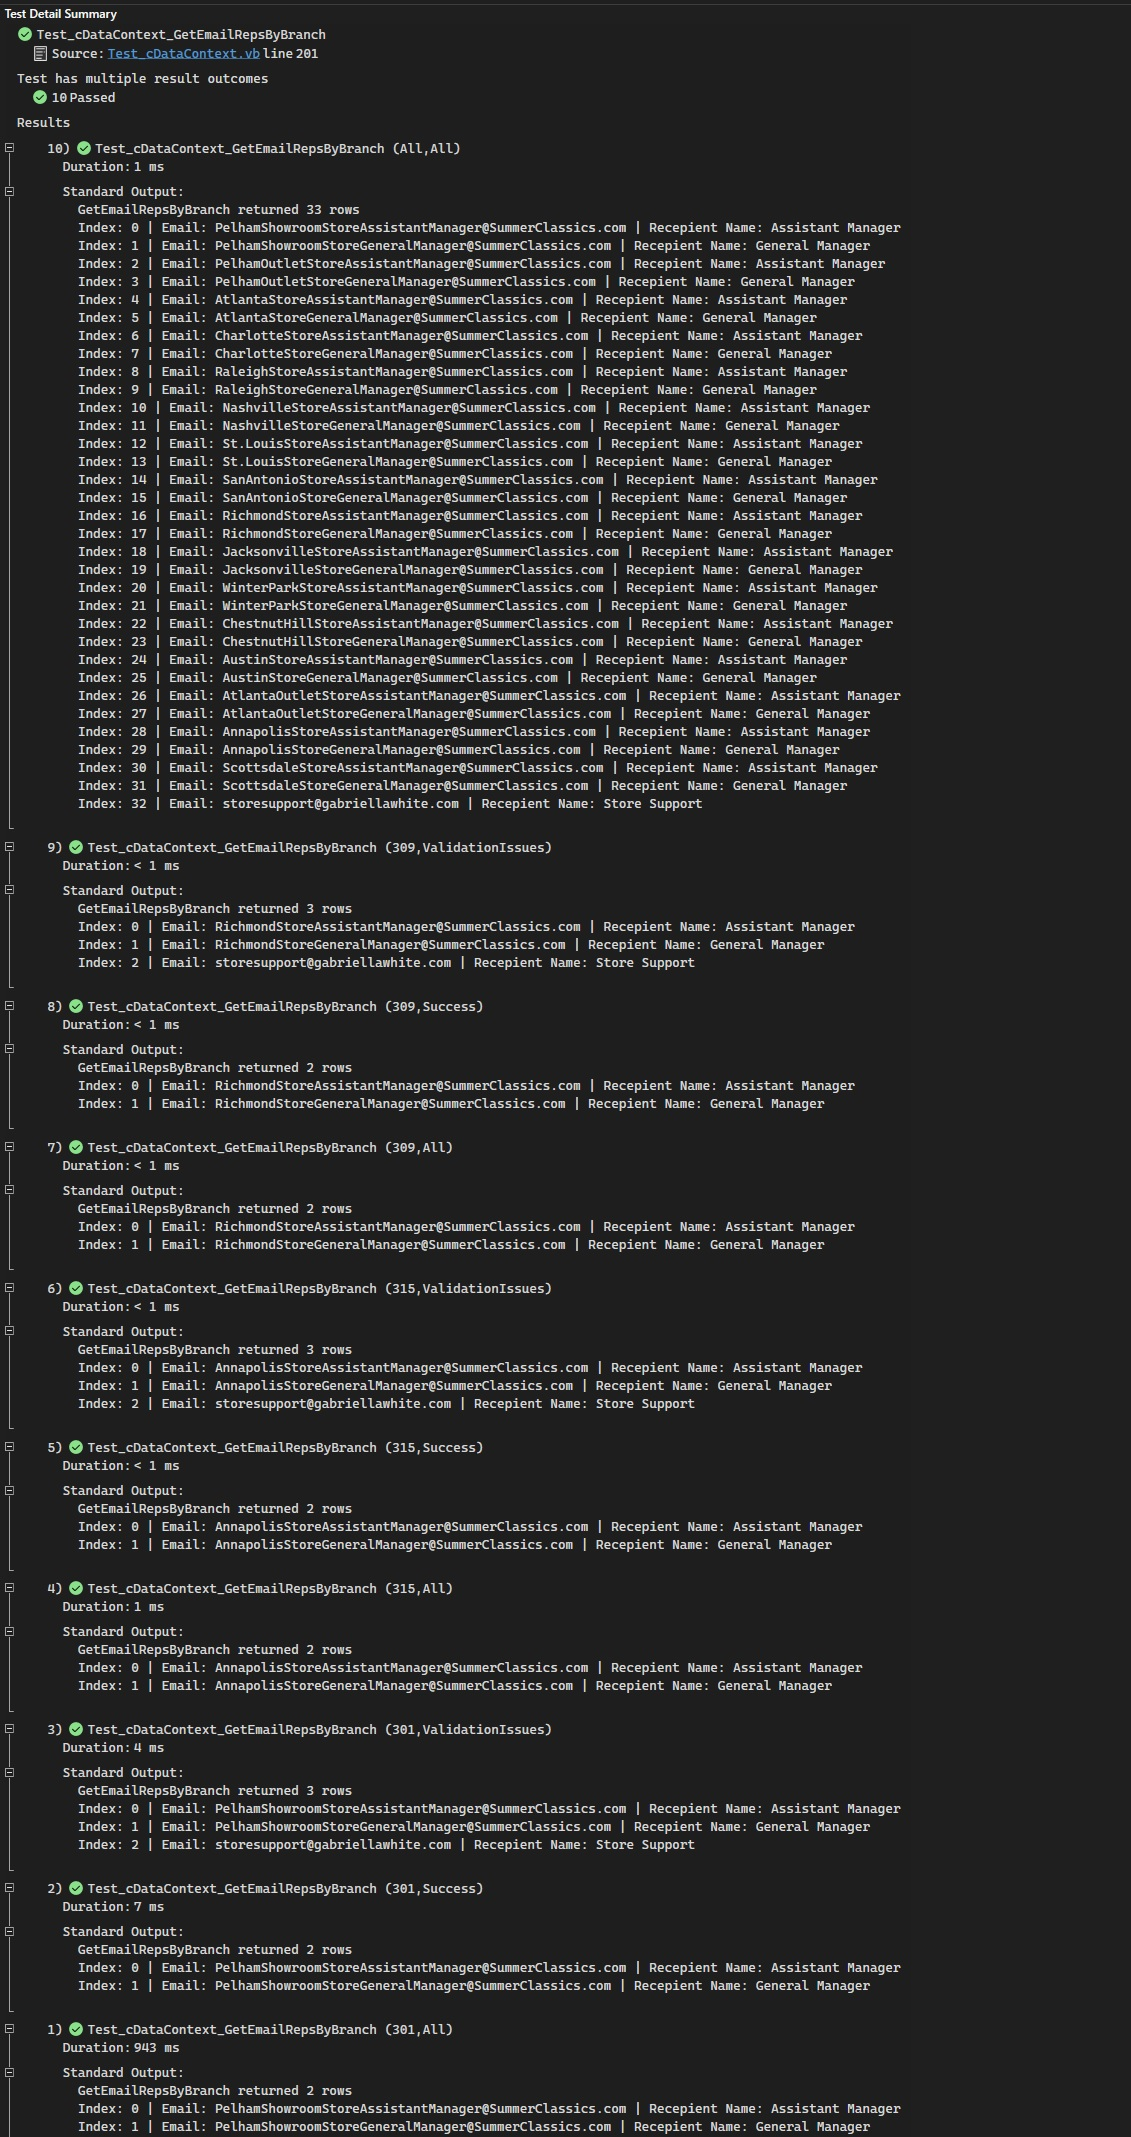 Test Detail Summary
Test_cDataContext_GetEmailRepsByBranch
Source: Test_cDataContext.vb line 201
Test has multiple result outcomes
10 Passed
Results
10) Test_cDataContext_GetEmailRepsByBranch (All,All)
Duration: 1 ms
Standard Output:
GetEmailRepsByBranch returned 33 rows
Index: 0 | Email: PelhamShowroomStoreAssistantManager@SummerClassics.com | Recepient Name: Assistant Manager
Index: 1 | Email: PelhamShowroomStoreGeneralManager@SummerClassics.com | Recepient Name: General Manager
Index: 2 | Email: PelhamOutletStoreAssistantManager@SummerClassics.com | Recepient Name: Assistant Manager
Index: 3 | Email: PelhamOutletStoreGeneralManager@SummerClassics.com | Recepient Name: General Manager
Index: 4 | Email: AtlantaStoreAssistantManager@SummerClassics.com | Recepient Name: Assistant Manager
Index: 5 | Email: AtlantaStoreGeneralManager@SummerClassics.com | Recepient Name: General Manager
Index: 6 | Email: CharlotteStoreAssistantManager@SummerClassics.com | Recepient Name: Assistant Manager
Index: 7 | Email: CharlotteStoreGeneralManager@SummerClassics.com | Recepient Name: General Manager
Index: 8 | Email: RaleighStoreAssistantManager@SummerClassics.com | Recepient Name: Assistant Manager
Index: 9 | Email: RaleighStoreGeneralManager@SummerClassics.com | Recepient Name: General Manager
Index: 10 | Email: NashvilleStoreAssistantManager@SummerClassics.com | Recepient Name: Assistant Manager
Index: 11 | Email: NashvilleStoreGeneralManager@SummerClassics.com | Recepient Name: General Manager
Index: 12 | Email: St.LouisStoreAssistantManager@SummerClassics.com | Recepient Name: Assistant Manager
Index: 13 | Email: St.LouisStoreGeneralManager@SummerClassics.com | Recepient Name: General Manager
Index: 14 | Email: SanAntonioStoreAssistantManager@SummerClassics.com | Recepient Name: Assistant Manager
Index: 15 | Email: SanAntonioStoreGeneralManager@SummerClassics.com | Recepient Name: General Manager
Index: 16 | Email: RichmondStoreAssistantManager@SummerClassics.com | Recepient Name: Assistant Manager
Index: 17 | Email: RichmondStoreGeneralManager@SummerClassics.com | Recepient Name: General Manager
Index: 18 | Email: JacksonvilleStoreAssistantManager@SummerClassics.com | Recepient Name: Assistant Manager
Index: 19 | Email: JacksonvilleStoreGeneralManager@SummerClassics.com | Recepient Name: General Manager
Index: 20 | Email: WinterParkStoreAssistantManager@SummerClassics.com | Recepient Name: Assistant Manager
Index: 21 | Email: WinterParkStoreGeneralManager@SummerClassics.com | Recepient Name: General Manager
Index: 22 | Email: ChestnutHillStoreAssistantManager@SummerClassics.com | Recepient Name: Assistant Manager
Index: 23 | Email: ChestnutHillStoreGeneralManager@SummerClassics.com | Recepient Name: General Manager
Index: 24 | Email: AustinStoreAssistantManager@SummerClassics.com | Recepient Name: Assistant Manager
Index: 25 | Email: AustinStoreGeneralManager@SummerClassics.com | Recepient Name: General Manager
Index: 26 | Email: AtlantaOutletStoreAssistantManager@SummerClassics.com | Recepient Name: Assistant Manager
Index: 27 | Email: AtlantaOutletStoreGeneralManager@SummerClassics.com | Recepient Name: General Manager
Index: 28 | Email: AnnapolisStoreAssistantManager@SummerClassics.com | Recepient Name: Assistant Manager
Index: 29 | Email: AnnapolisStoreGeneralManager@SummerClassics.com | Recepient Name: General Manager
Index: 30 | Email: ScottsdaleStoreAssistantManager@SummerClassics.com | Recepient Name: Assistant Manager
Index: 31 | Email: ScottsdaleStoreGeneralManager@SummerClassics.com | Recepient Name: General Manager
Index: 32 | Email: storesupport@gabriellawhite.com | Recepient Name: Store Support
9) Test_cDataContext_GetEmailRepsByBranch (309,ValidationIssues)
Duration: < 1 ms
Standard Output:
GetEmailRepsByBranch returned 3 rows
Index: 0 | Email: RichmondStoreAssistantManager@SummerClassics.com | Recepient Name: Assistant Manager
Index: 1 | Email: RichmondStoreGeneralManager@SummerClassics.com | Recepient Name: General Manager
Index: 2 | Email: storesupport@gabriellawhite.com | Recepient Name: Store Support
8) Test_cDataContext_GetEmailRepsByBranch (309,Success)
Duration: < 1 ms
Standard Output:
GetEmailRepsByBranch returned 2 rows
Index: 0 | Email: RichmondStoreAssistantManager@SummerClassics.com | Recepient Name: Assistant Manager
Index: 1 | Email: RichmondStoreGeneralManager@SummerClassics.com | Recepient Name: General Manager
7) Test_cDataContext_GetEmailRepsByBranch (309,All)
Duration: < 1 ms
Standard Output:
GetEmailRepsByBranch returned 2 rows
Index: 0 | Email: RichmondStoreAssistantManager@SummerClassics.com | Recepient Name: Assistant Manager
Index: 1 | Email: RichmondStoreGeneralManager@SummerClassics.com | Recepient Name: General Manager
6) Test_cDataContext_GetEmailRepsByBranch (315,ValidationIssues)
Duration: < 1 ms
Standard Output:
GetEmailRepsByBranch returned 3 rows
Index: 0 | Email: AnnapolisStoreAssistantManager@SummerClassics.com | Recepient Name: Assistant Manager
Index: 1 | Email: AnnapolisStoreGeneralManager@SummerClassics.com | Recepient Name: General Manager
Index: 2 | Email: storesupport@gabriellawhite.com | Recepient Name: Store Support
5) Test_cDataContext_GetEmailRepsByBranch (315,Success)
Duration: < 1 ms
Standard Output:
GetEmailRepsByBranch returned 2 rows
Index: 0 | Email: AnnapolisStoreAssistantManager@SummerClassics.com | Recepient Name: Assistant Manager
Index: 1 | Email: AnnapolisStoreGeneralManager@SummerClassics.com | Recepient Name: General Manager
4) Test_cDataContext_GetEmailRepsByBranch (315,All)
Duration: 1 ms
Standard Output:
GetEmailRepsByBranch returned 2 rows
Index: 0 | Email: AnnapolisStoreAssistantManager@SummerClassics.com | Recepient Name: Assistant Manager
Index: 1 | Email: AnnapolisStoreGeneralManager@SummerClassics.com | Recepient Name: General Manager
3) Test_cDataContext_GetEmailRepsByBranch (301,ValidationIssues)
Duration: 4 ms
Standard Output:
GetEmailRepsByBranch returned 3 rows
Index: 0 | Email: PelhamShowroomStoreAssistantManager@SummerClassics.com | Recepient Name: Assistant Manager
Index: 1 | Email: PelhamShowroomStoreGeneralManager@SummerClassics.com | Recepient Name: General Manager
Index: 2 | Email: storesupport@gabriellawhite.com | Recepient Name: Store Support
2) Test_cDataContext_GetEmailRepsByBranch (301,Success)
Duration: 7 ms
Standard Output:
GetEmailRepsByBranch returned 2 rows
Index: 0 | Email: PelhamShowroomStoreAssistantManager@SummerClassics.com | Recepient Name: Assistant Manager
Index: 1 | Email: PelhamShowroomStoreGeneralManager@SummerClassics.com | Recepient Name: General Manager
1) Test_cDataContext_GetEmailRepsByBranch (301,All)
Duration: 943 ms
Standard Output:
GetEmailRepsByBranch returned 2 rows
Index: 0 | Email: PelhamShowroomStoreAssistantManager@SummerClassics.com | Recepient Name: Assistant Manager
Index: 1 | Email: PelhamShowroomStoreGeneralManager@SummerClassics.com | Recepient Name: General Manager